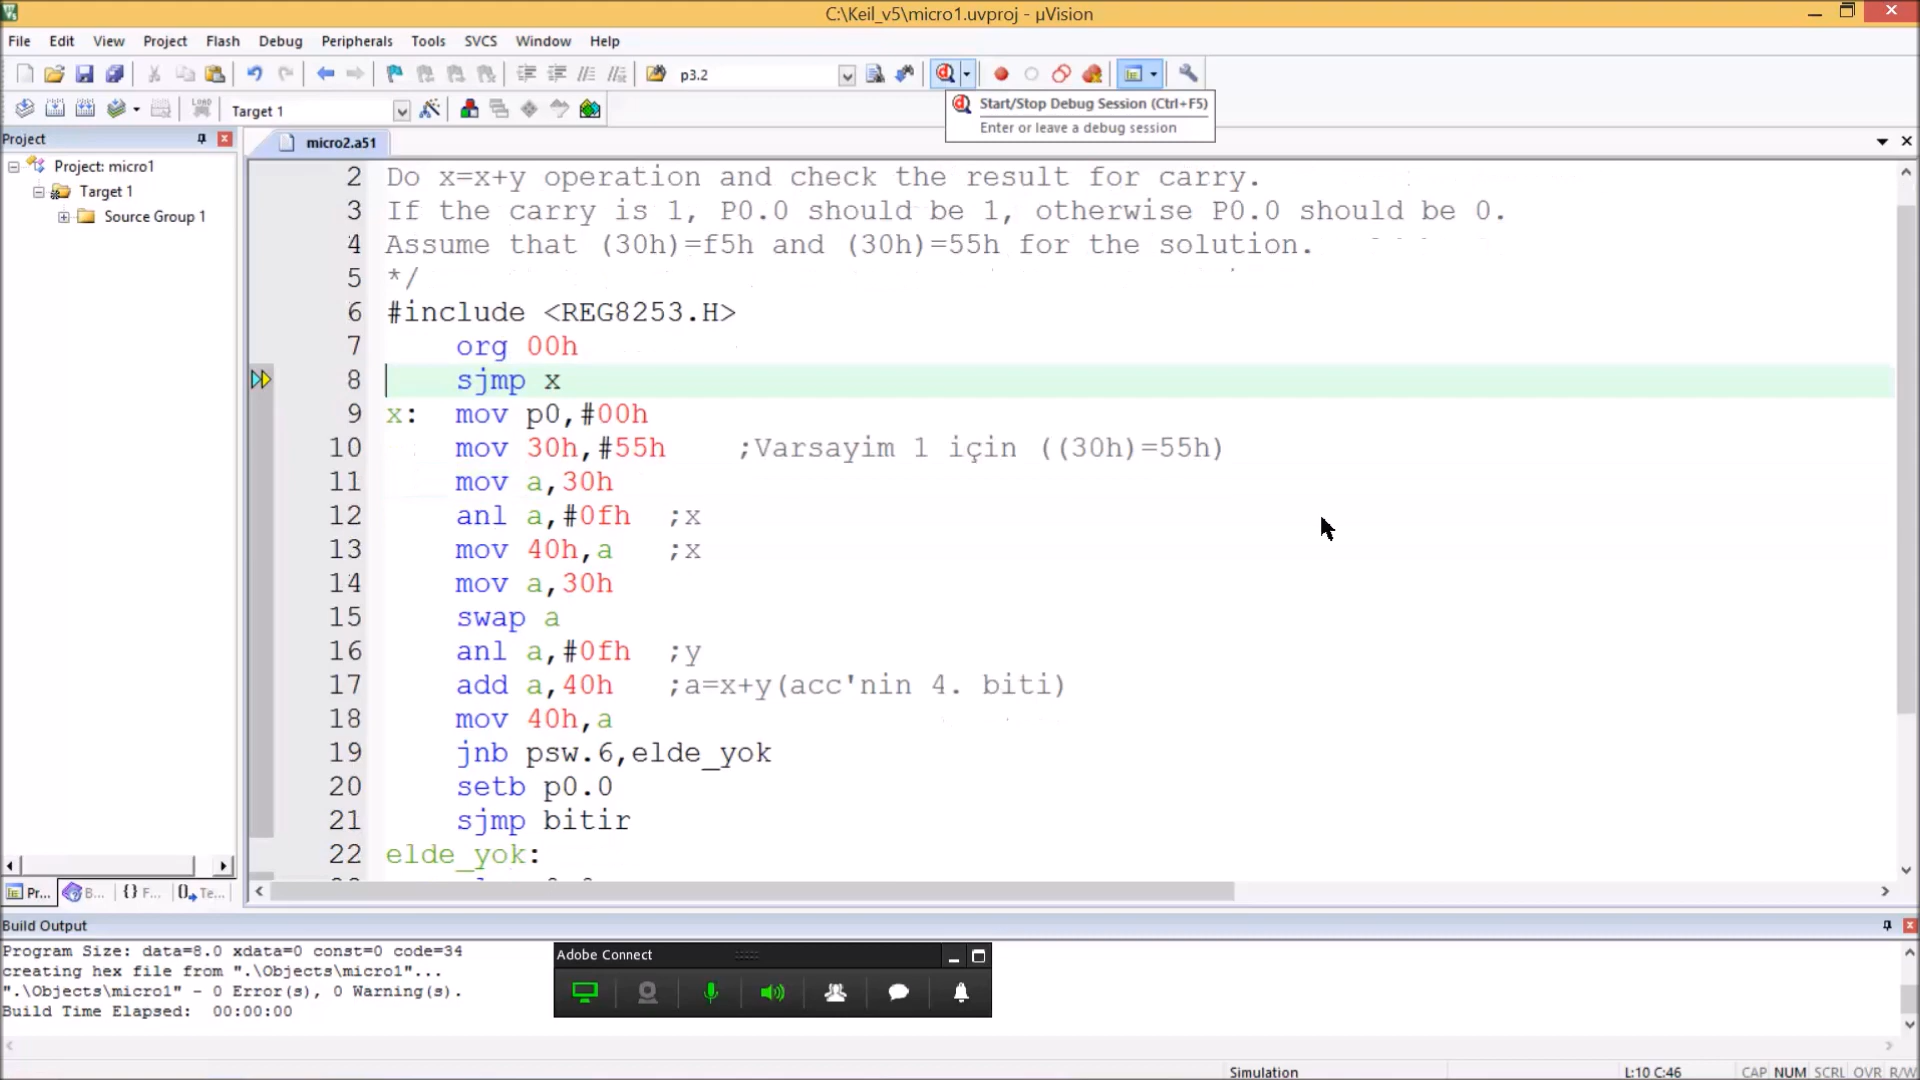 C:\Keil_v5\micro1.uvproj - µVision
File Edit View Project Flash Debug Peripherals Tools SVCS Window Help
p3.2
Target 1
Start/Stop Debug Session (Ctrl+F5)
Enter or leave a debug session
Project
Project: micro1
Target 1
Source Group 1
micro2.a51
2 Do x=x+y operation and check the result for carry.
3 If the carry is 1, P0.0 should be 1, otherwise P0.0 should be 0.
4 Assume that (30h)=f5h and (30h)=55h for the solution.
5 */
6 #include <REG8253.H>
7 org 00h
8 sjmp x
9 x: mov p0,#00h
10 mov 30h,#55h ;Varsayim 1 için ((30h)=55h)
11 mov a,30h
12 anl a,#0fh ;x
13 mov 40h,a ;x
14 mov a,30h
15 swap a
16 anl a,#0fh ;y
17 add a,40h ;a=x+y(acc'nin 4. biti)
18 mov 40h,a
19 jnb psw.6,elde_yok
20 setb p0.0
21 sjmp bitir
22 elde_yok:
Pr... B... {} F... Te...
Build Output
Program Size: data=8.0 xdata=0 const=0 code=34
creating hex file from ".\Objects\micro1"...
".\Objects\micro1" - 0 Error(s), 0 Warning(s).
Build Time Elapsed: 00:00:00
Adobe Connect
Simulation L:10 C:46 CAP NUM SCRL OVR R/W